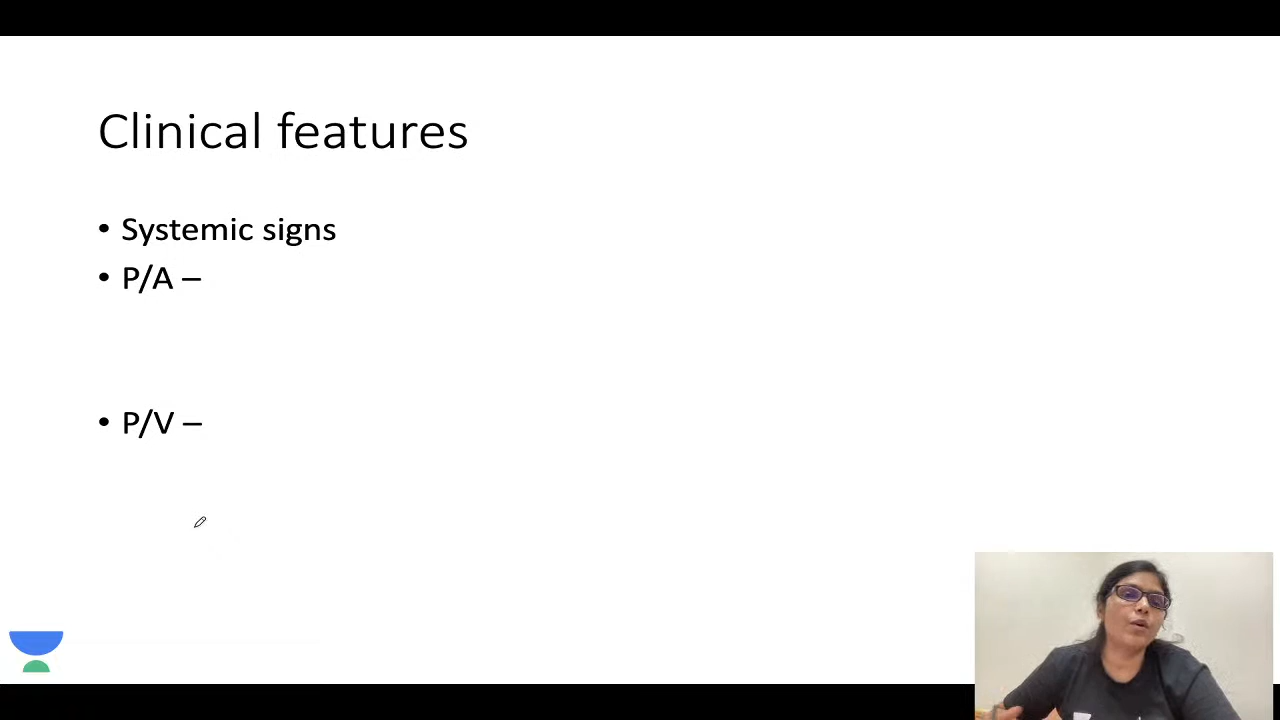 Clinical features
• Systemic signs
• P/A –
• P/V –